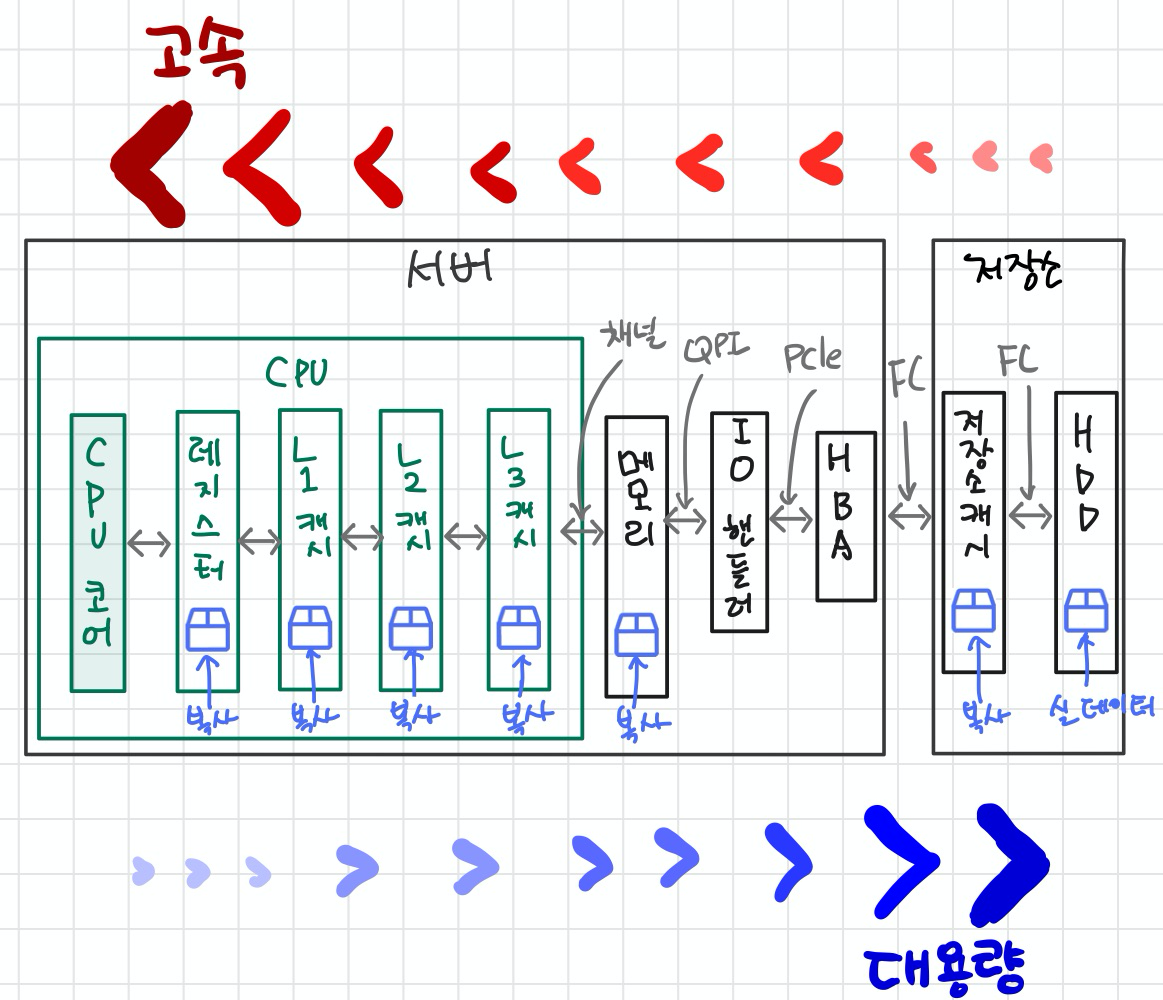 고속
서버
저장소
CPU
채널
QPI
PCIe
FC
FC
CPU 코어
레지스터
L1 캐시
L2 캐시
L3 캐시
메모리
IO 핸들러
HBA
저장소캐시
HDD
복사
복사
복사
복사
복사
복사
실데이터
대용량